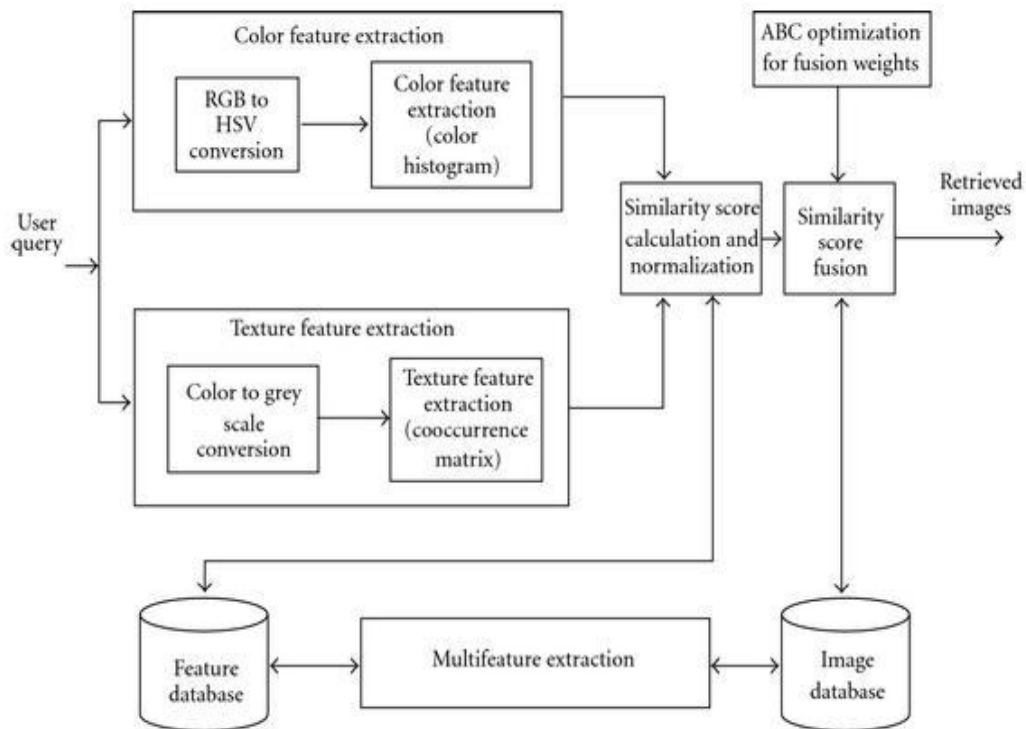 Color feature extraction
RGB to
HSV
conversion
Color feature
extraction
(color
histogram)
ABC optimization
for fusion weights
User
query
Similarity score
calculation and
normalization
Similarity
score
fusion
Retrieved
images
Texture feature extraction
Color to grey
scale
conversion
Texture feature
extraction
(cooccurrence
matrix)
Feature
database
Multifeature extraction
Image
database